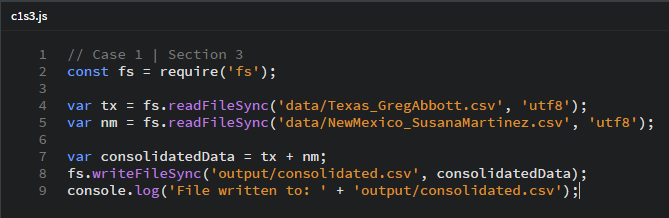 c1s3.js
1 // Case 1 | Section 3
2 const fs = require('fs');
3
4 var tx = fs.readFileSync('data/Texas_GregAbbott.csv', 'utf8');
5 var nm = fs.readFileSync('data/NewMexico_SusanaMartinez.csv', 'utf8');
6
7 var consolidatedData = tx + nm;
8 fs.writeFileSync('output/consolidated.csv', consolidatedData);
9 console.log('File written to: ' + 'output/consolidated.csv');